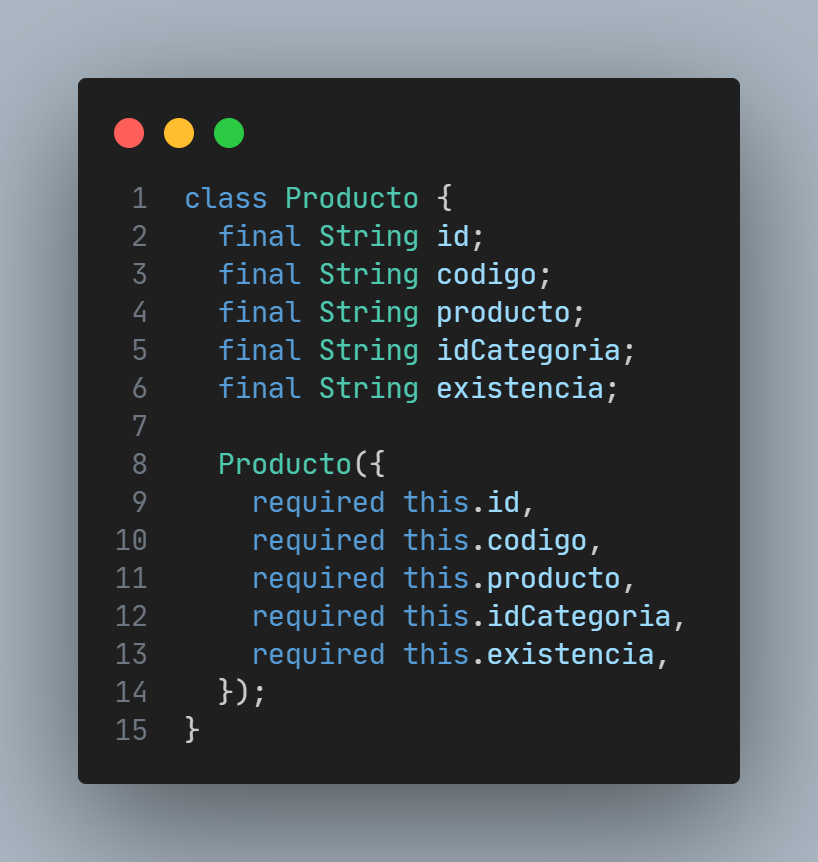 1 class Producto {
2 final String id;
3 final String codigo;
4 final String producto;
5 final String idCategoria;
6 final String existencia;
7
8 Producto({
9 required this.id,
10 required this.codigo,
11 required this.producto,
12 required this.idCategoria,
13 required this.existencia,
14 });
15 }